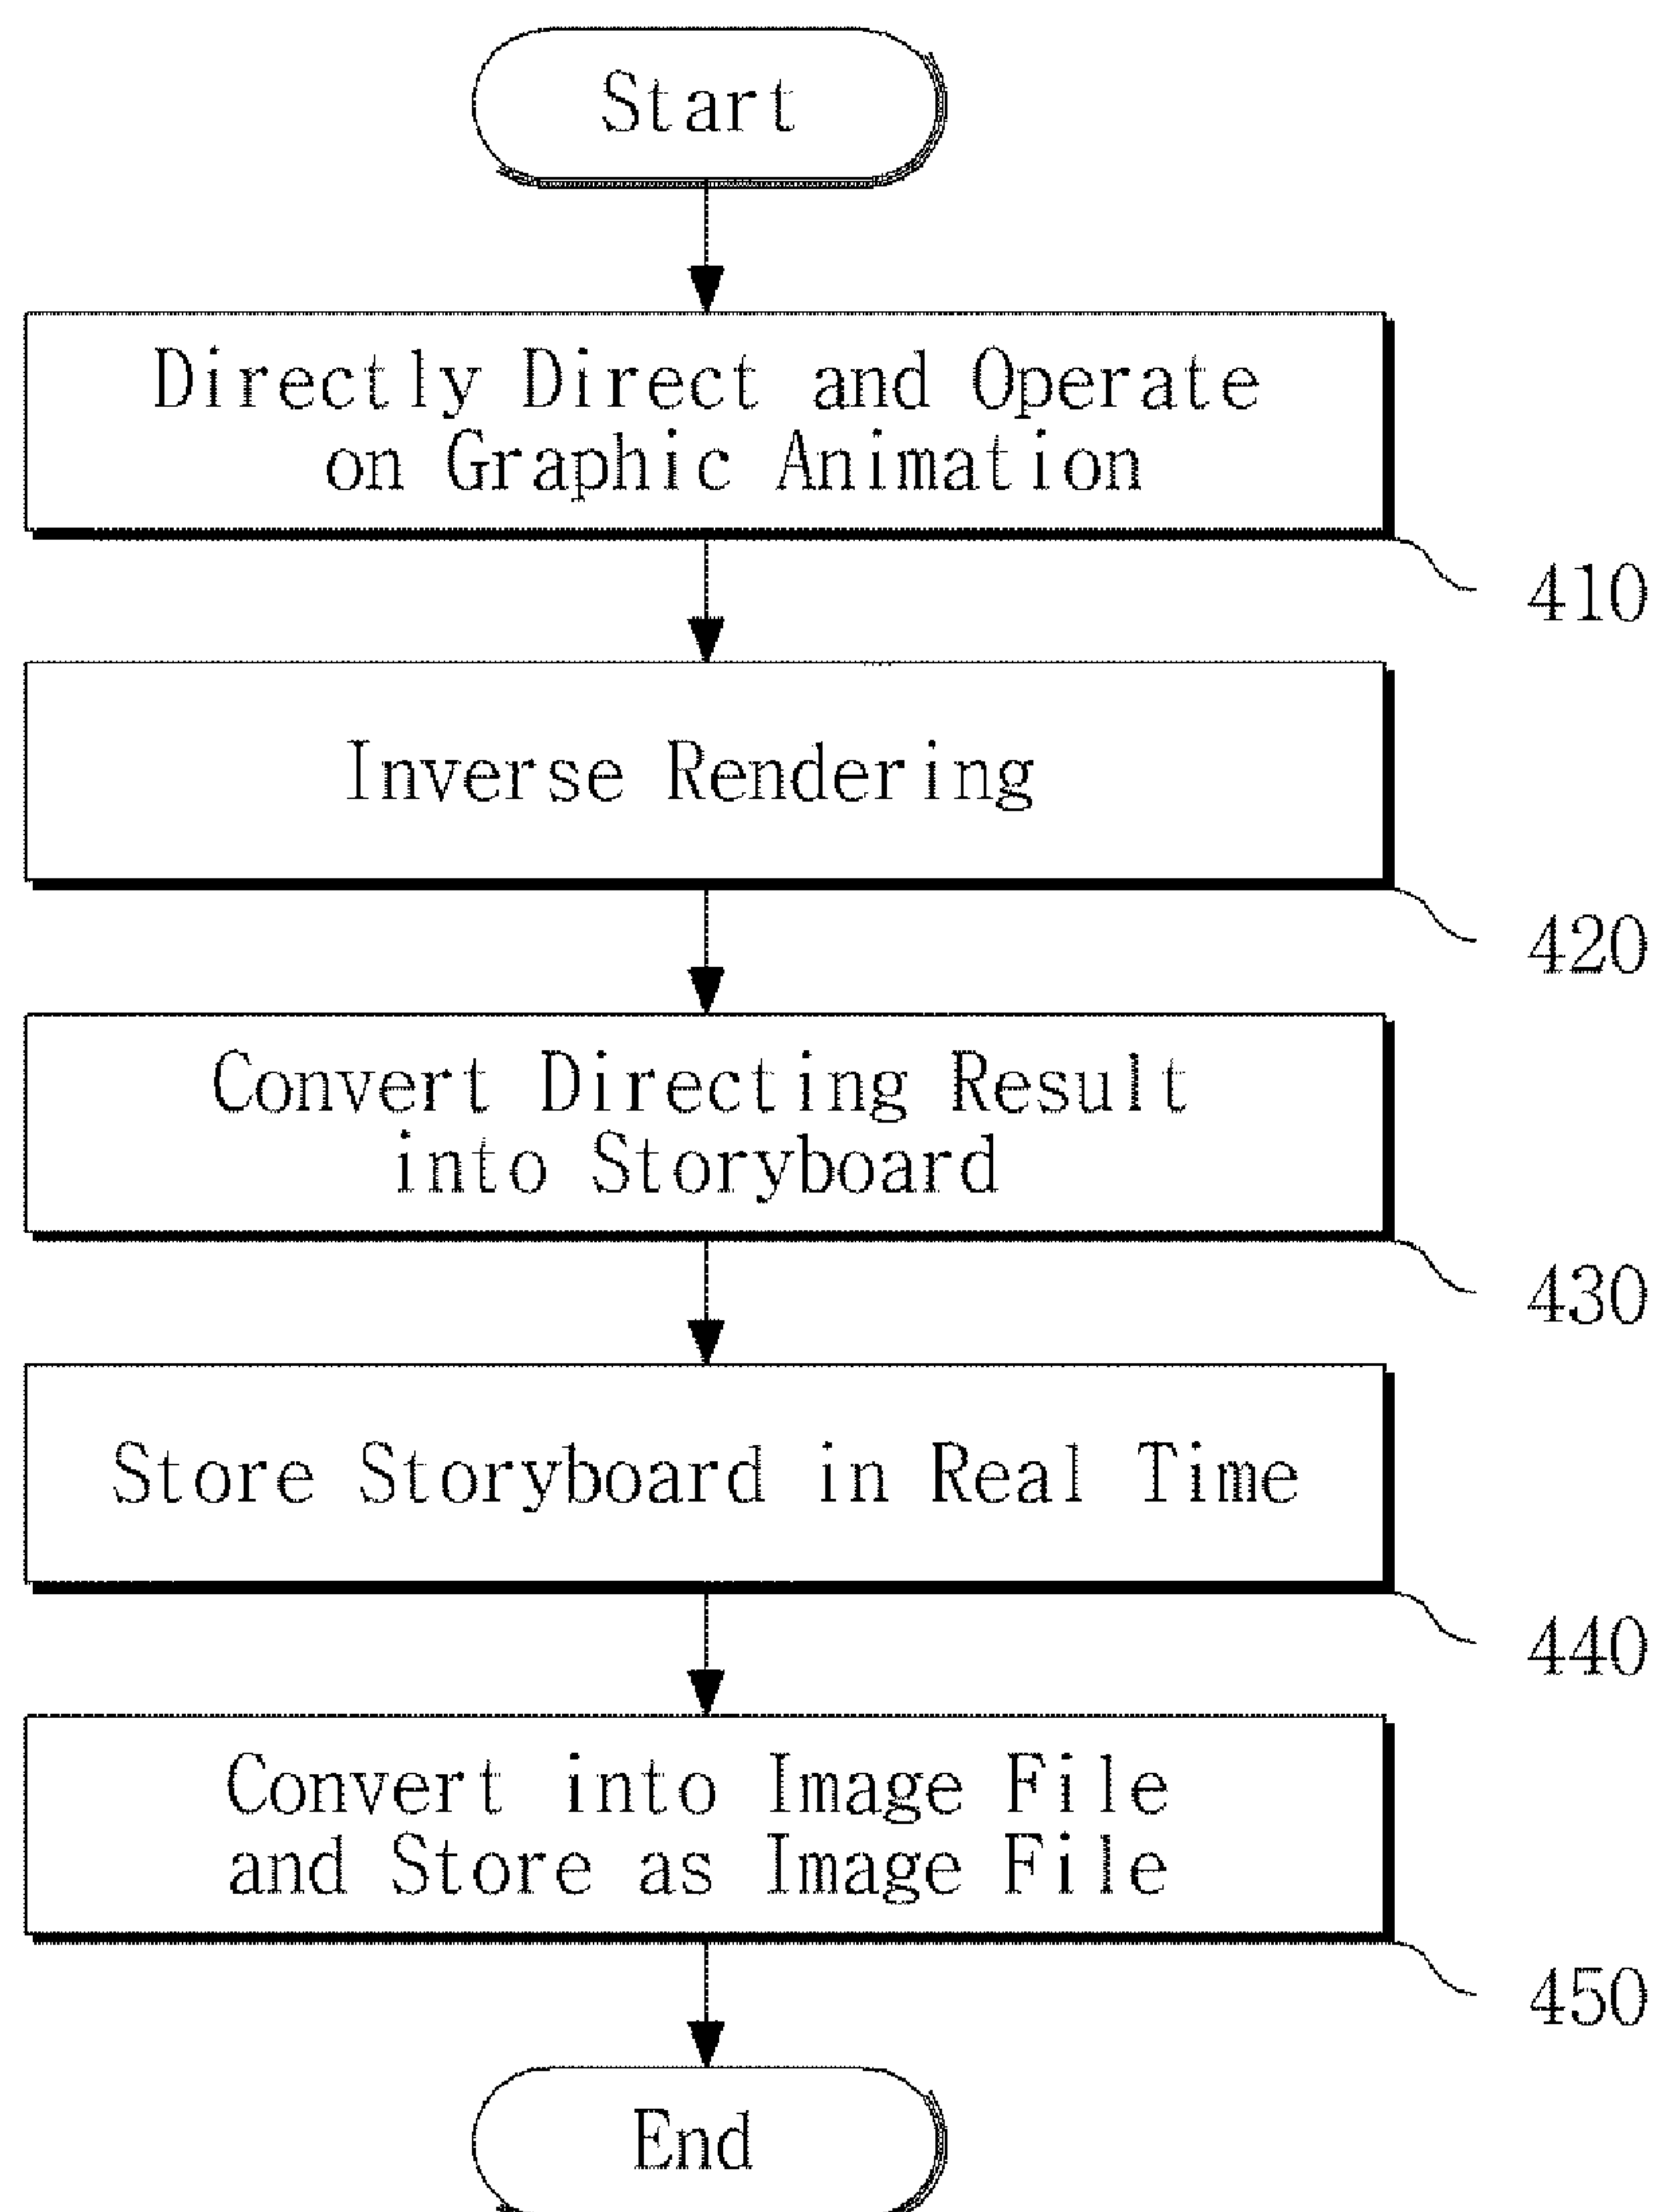 Start
Directly Direct and Operate
on Graphic Animation
410
Inverse Rendering
420
Convert Directing Result
into Storyboard
430
Store Storyboard in Real Time
440
Convert into Image File
and Store as Image File
450
End